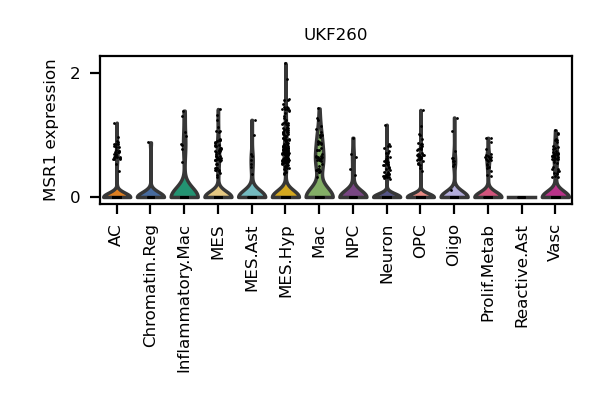 UKF260
MSR1 expression
2
0
AC
Chromatin.Reg
Inflammatory.Mac
MES
MES.Ast
MES.Hyp
Mac
NPC
Neuron
OPC
Oligo
Prolif.Metab
Reactive.Ast
Vasc